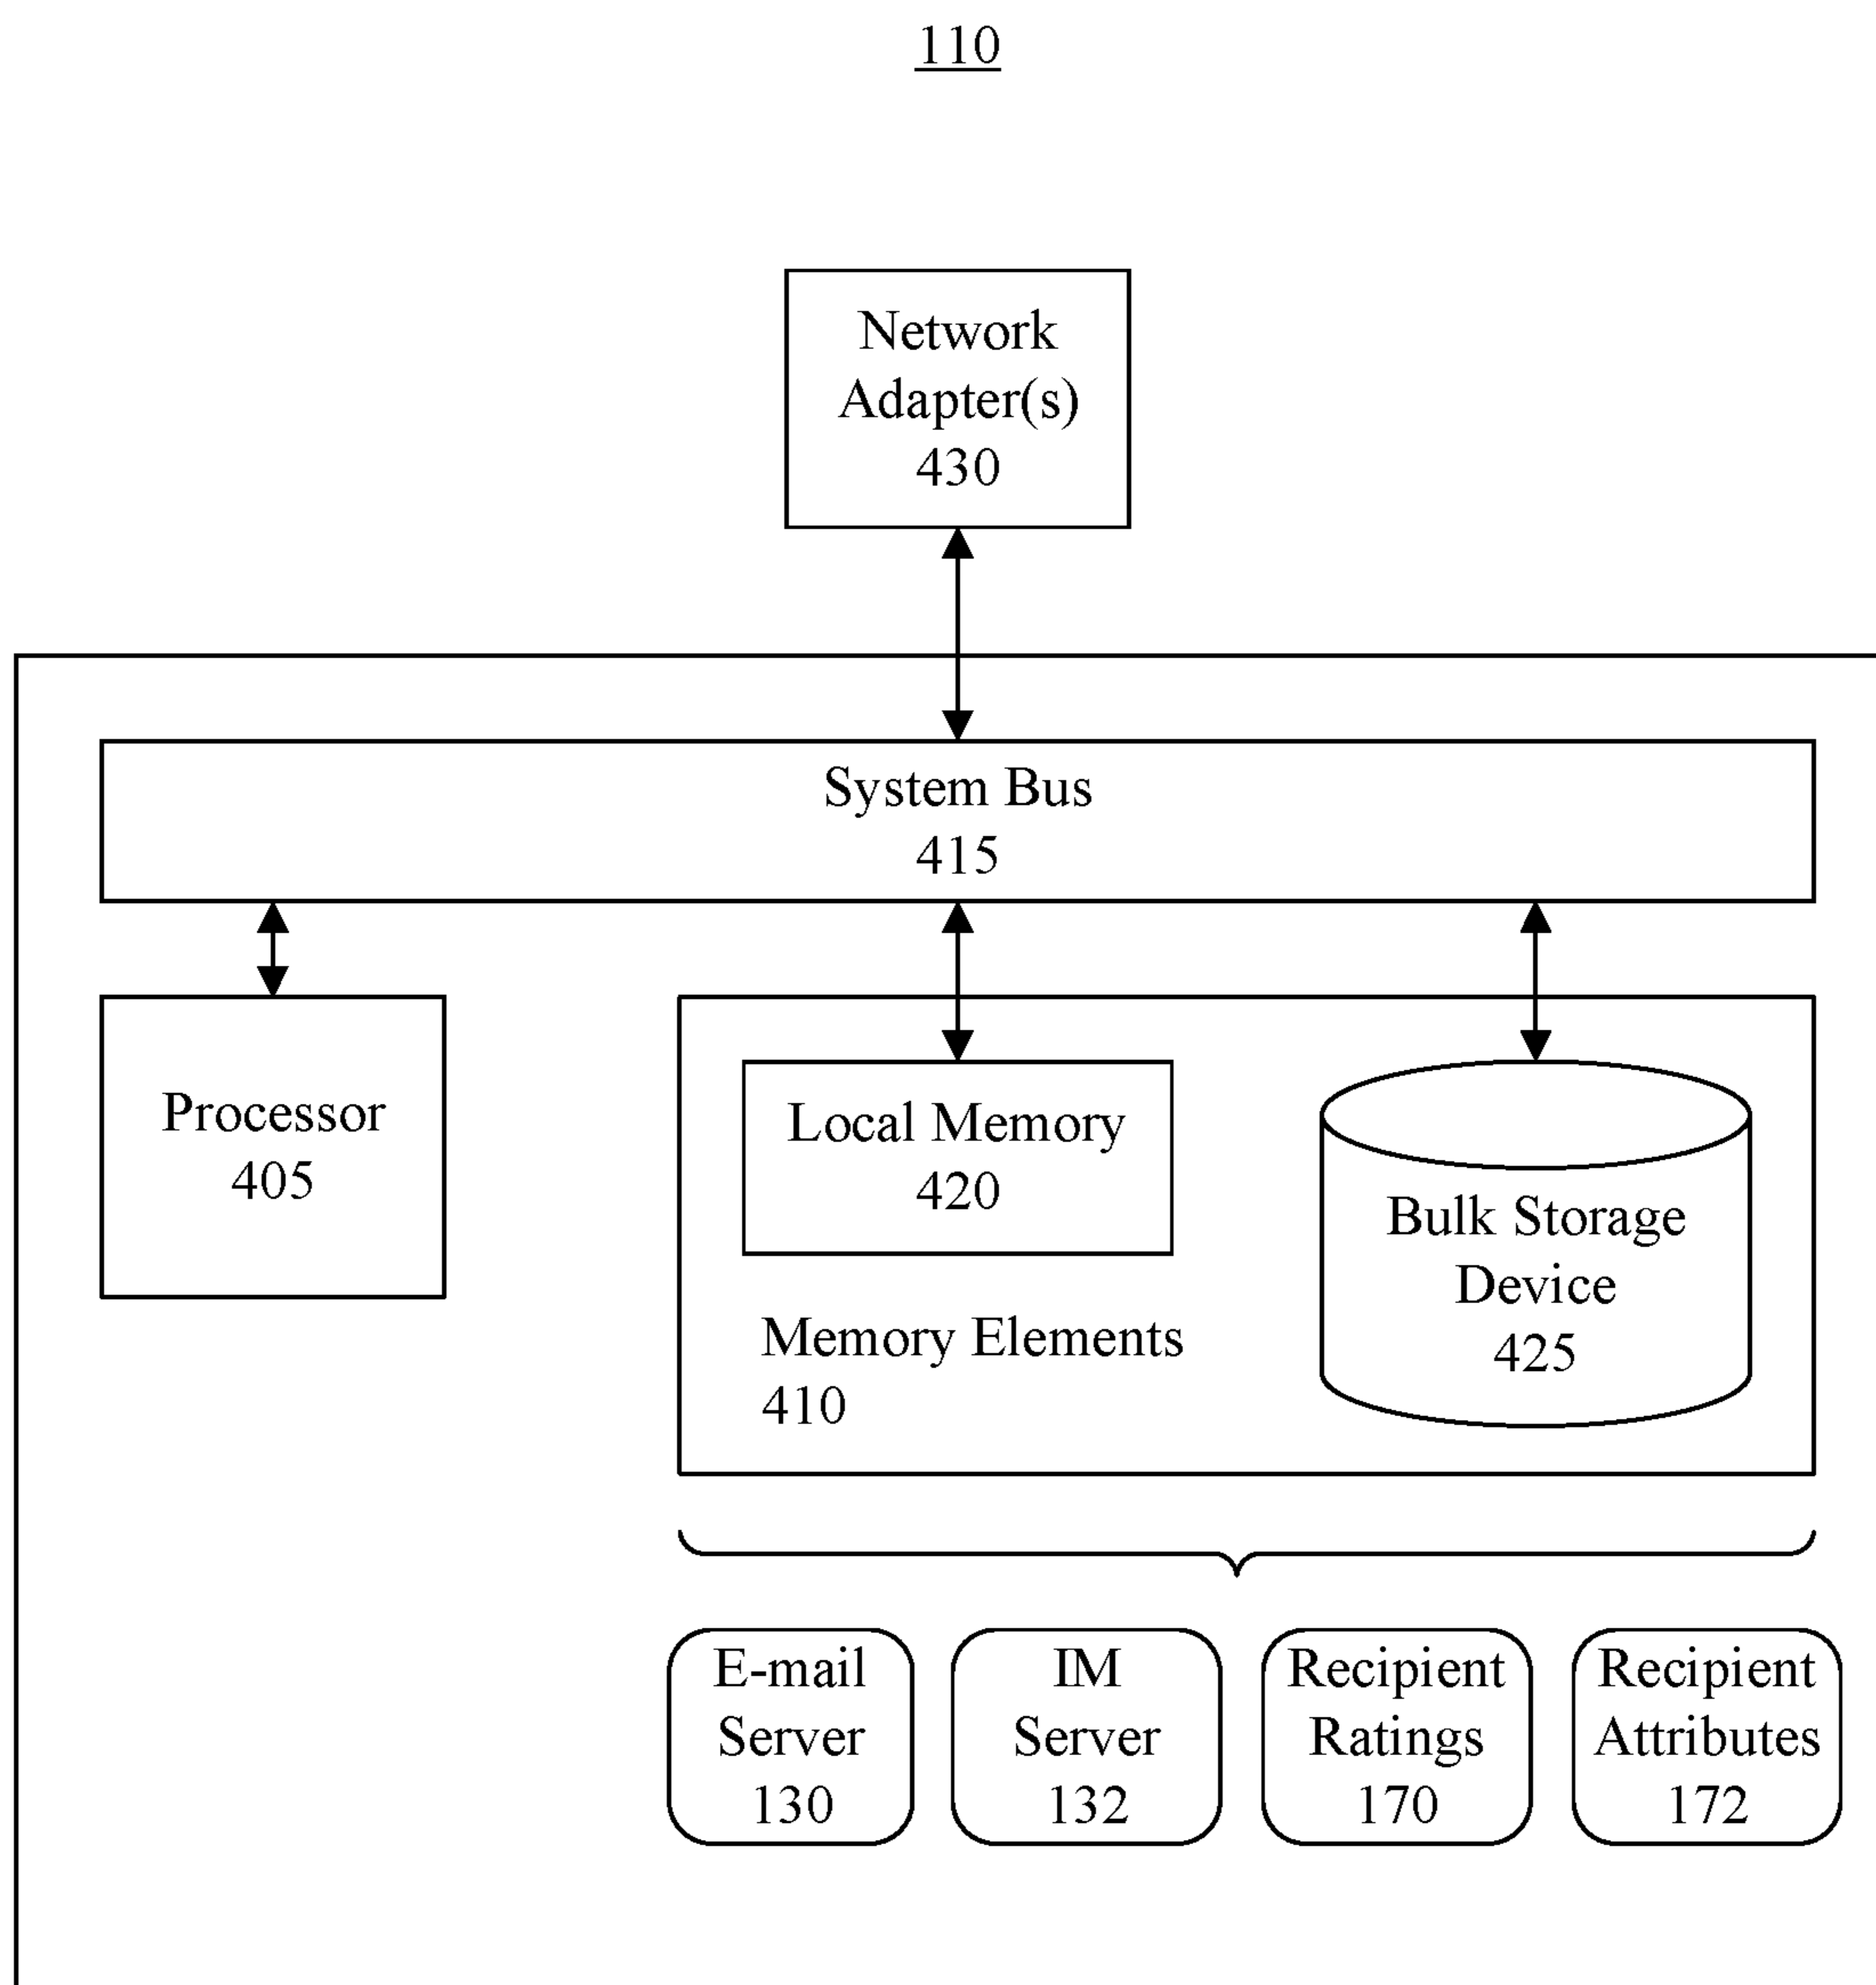 110
Network
Adapter(s)
430
System Bus
415
Processor
405
Local Memory
420
Memory Elements
410
Bulk Storage
Device
425
E-mail
Server
130
IM
Server
132
Recipient
Ratings
170
Recipient
Attributes
172